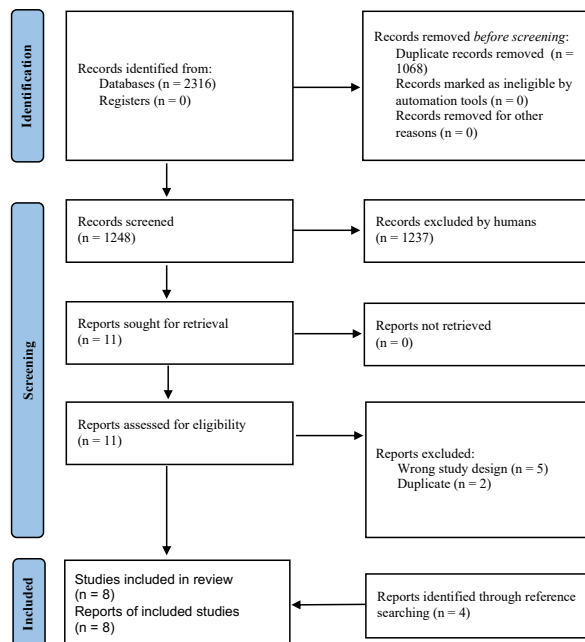 Identification
Records identified from:
Databases (n = 2316)
Registers (n = 0)
Records removed before screening:
Duplicate records removed (n =
1068)
Records marked as ineligible by
automation tools (n = 0)
Records removed for other
reasons (n = 0)
Screening
Records screened
(n = 1248)
Records excluded by humans
(n = 1237)
Reports sought for retrieval
(n = 11)
Reports not retrieved
(n = 0)
Reports assessed for eligibility
(n = 11)
Reports excluded:
Wrong study design (n = 5)
Duplicate (n = 2)
Included
Studies included in review
(n = 8)
Reports of included studies
(n = 8)
Reports identified through reference
searching (n = 4)